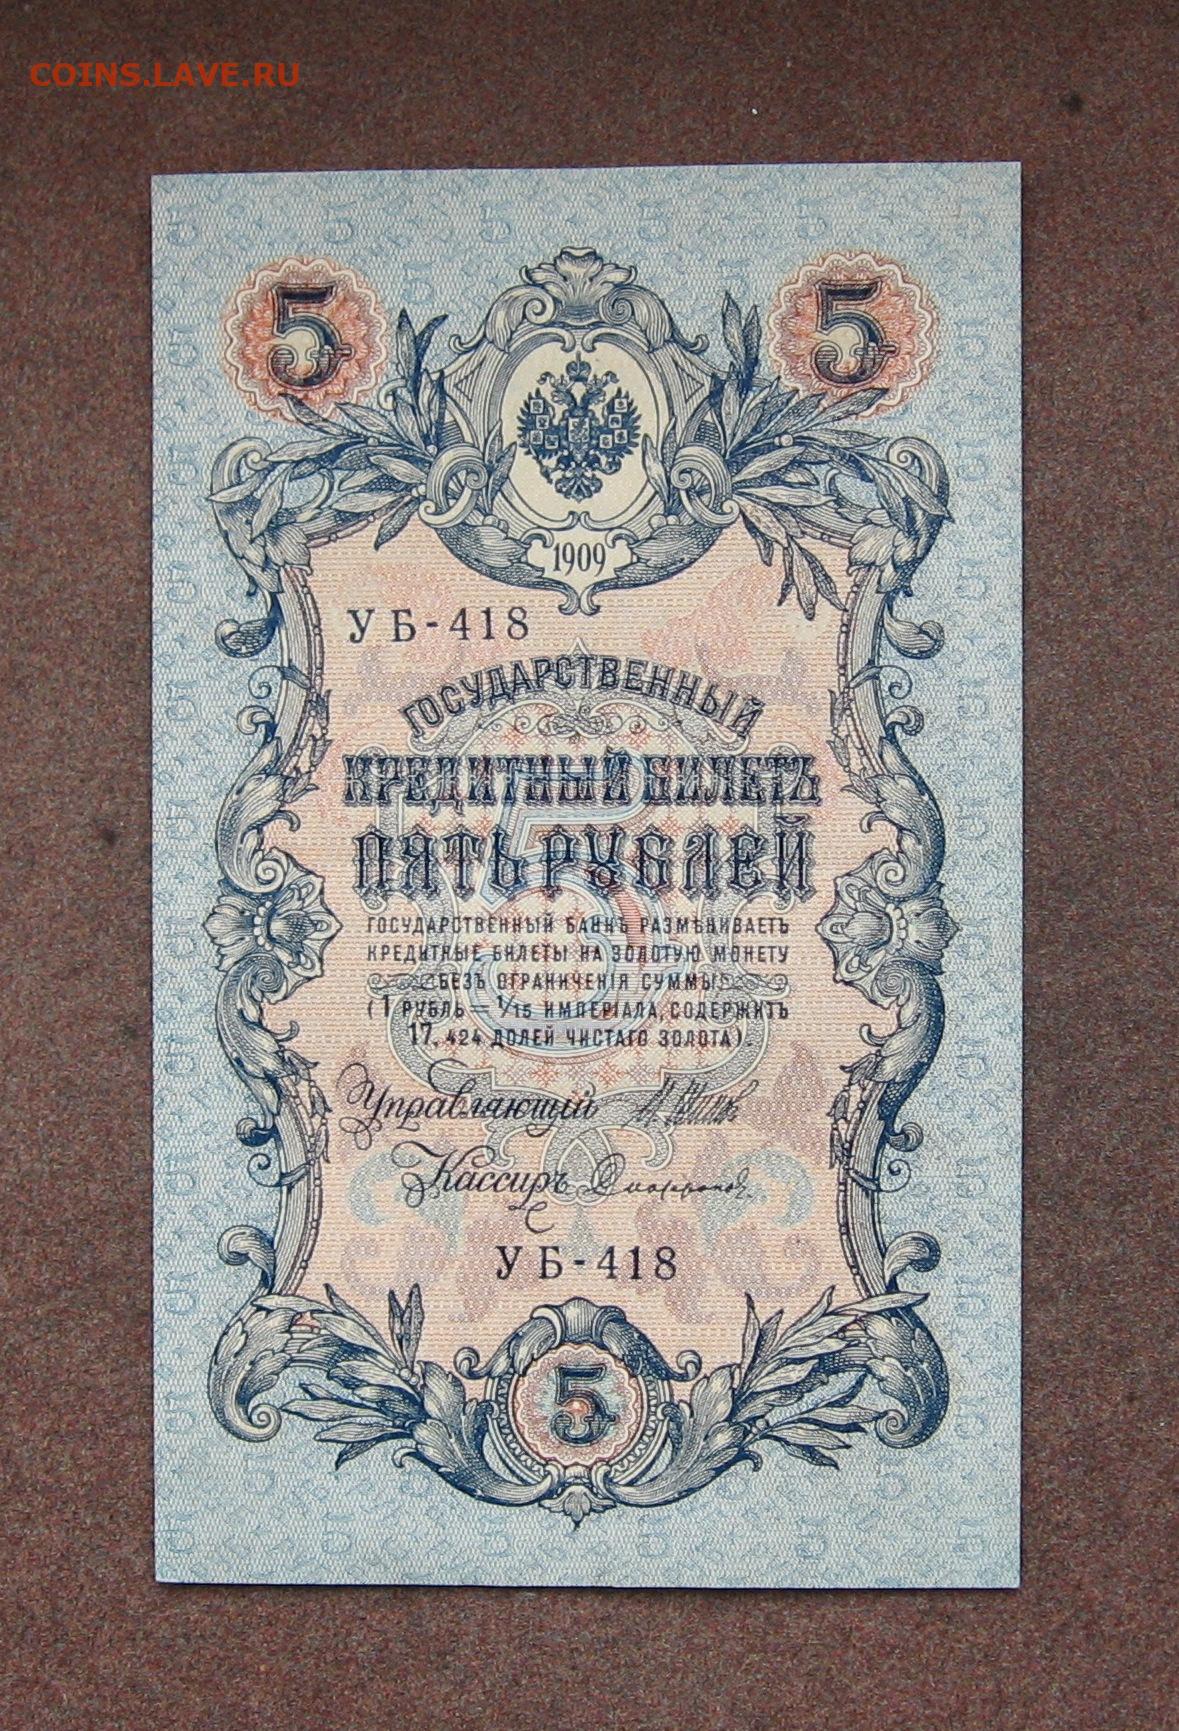 COINS.LAVE.RU
5 5
1909
УБ-418
ГОСУДАРСТВЕННЫЙ
КРЕДИТНЫЙ БИЛЕТЪ
ПЯТЬ РУБЛЕЙ
ГОСУДАРСТВЕННЫЙ БАНКЪ РАЗМѢНИВАЕТЪ
КРЕДИТНЫЕ БИЛЕТЫ НА ЗОЛОТУЮ МОНЕТУ
БЕЗЪ ОГРАНИЧЕНІЯ СУММЫ
(1 РУБЛЬ — 1/15 ИМПЕРІАЛА, СОДЕРЖИТЪ
17,424 ДОЛЕЙ ЧИСТАГО ЗОЛОТА).
Управляющій
Кассиръ
УБ-418
5